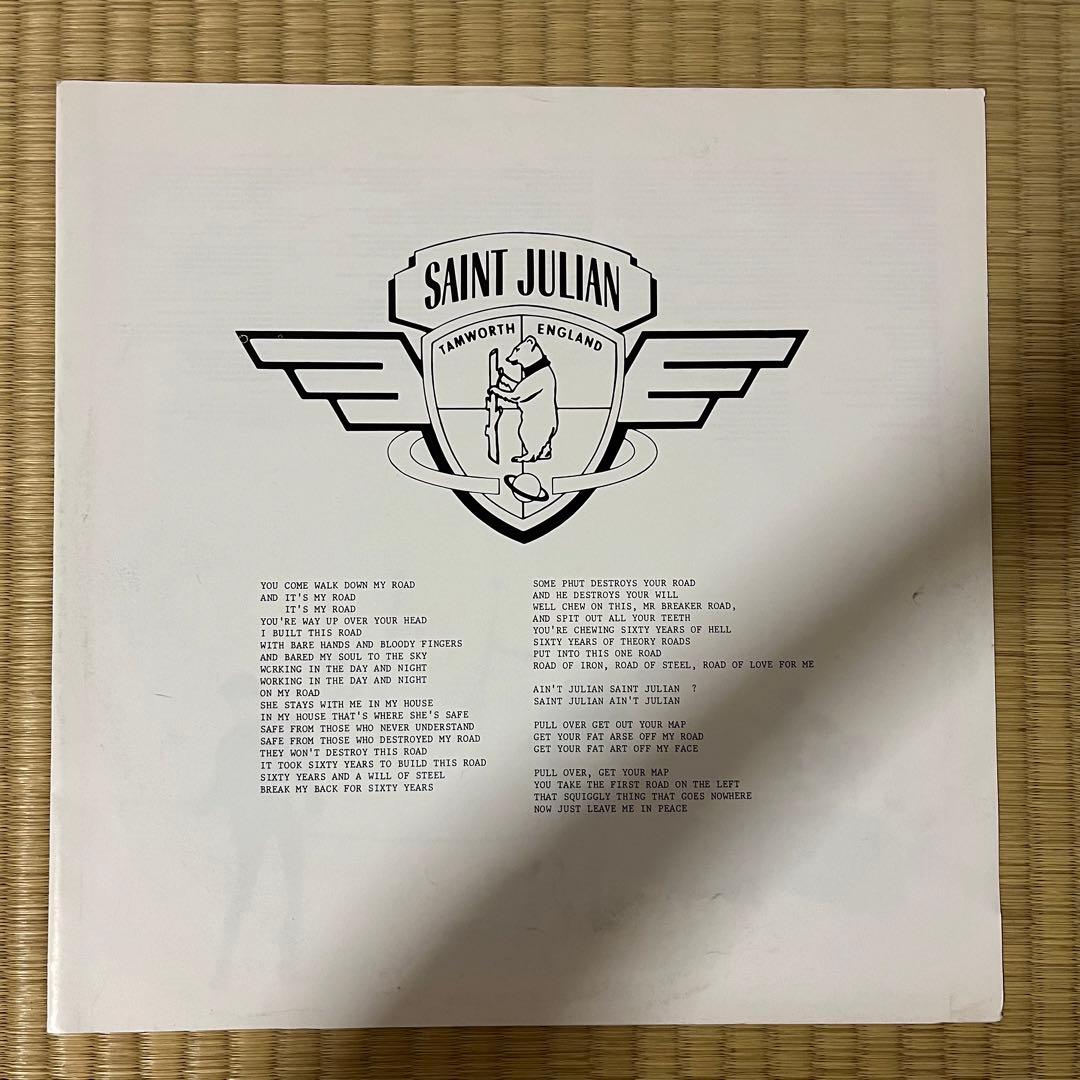 SAINT JULIAN
TAMWORTH ENGLAND
YOU COME WALK DOWN MY ROAD
AND IT'S MY ROAD
IT'S MY ROAD
YOU'RE WAY UP OVER YOUR HEAD
I BUILT THIS ROAD
WITH BARE HANDS AND BLOODY FINGERS
AND BARED MY SOUL TO THE SKY
WCRKING IN THE DAY AND NIGHT
WORKING IN THE DAY AND NIGHT
ON MY ROAD
SHE STAYS WITH ME IN MY HOUSE
IN MY HOUSE THAT'S WHERE SHE'S SAFE
SAFE FROM THOSE WHO NEVER UNDERSTAND
SAFE FROM THOSE WHO DESTROYED MY ROAD
THEY WON'T DESTROY THIS ROAD
IT TOOK SIXTY YEARS TO BUILD THIS ROAD
SIXTY YEARS AND A WILL OF STEEL
BREAK MY BACK FOR SIXTY YEARS
SOME PHUT DESTROYS YOUR ROAD
AND HE DESTROYS YOUR WILL
WELL CHEW ON THIS, MR BREAKER ROAD,
AND SPIT OUT ALL YOUR TEETH
YOU'RE CHEWING SIXTY YEARS OF HELL
SIXTY YEARS OF THEORY ROADS
PUT INTO THIS ONE ROAD
ROAD OF IRON, ROAD OF STEEL, ROAD OF LOVE FOR ME
AIN'T JULIAN SAINT JULIAN ?
SAINT JULIAN AIN'T JULIAN
PULL OVER GET OUT YOUR MAP
GET YOUR FAT ARSE OFF MY ROAD
GET YOUR FAT ART OFF MY FACE
PULL OVER, GET YOUR MAP
YOU TAKE THE FIRST ROAD ON THE LEFT
THAT SQUIGGLY THING THAT GOES NOWHERE
NOW JUST LEAVE ME IN PEACE